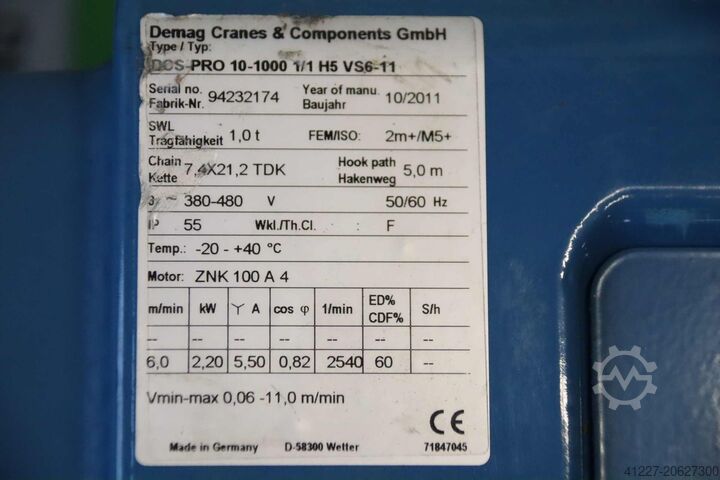 Demag Cranes & Components GmbH
Type / Typ:
DCS-PRO 10-1000 1/1 H5 VS6-11
Serial no. Fabrik-Nr. 94232174 Year of manu. Baujahr 10/2011
SWL Tragfähigkeit 1,0 t FEM/ISO: 2m+/M5+
Chain Kette 7,4X21,2 TDK Hook path Hakenweg 5,0 m
3 ~ 380-480 V 50/60 Hz
IP 55 Wkl./Th.Cl. : F
Temp.: -20 - +40 °C
Motor: ZNK 100 A 4
m/min kW Y A cos φ 1/min ED% CDF% S/h
-- -- -- -- -- -- --
6,0 2,20 5,50 0,82 2540 60 --
Vmin-max 0,06 -11,0 m/min
CE
Made in Germany D-58300 Wetter 71847045
41227-20627300